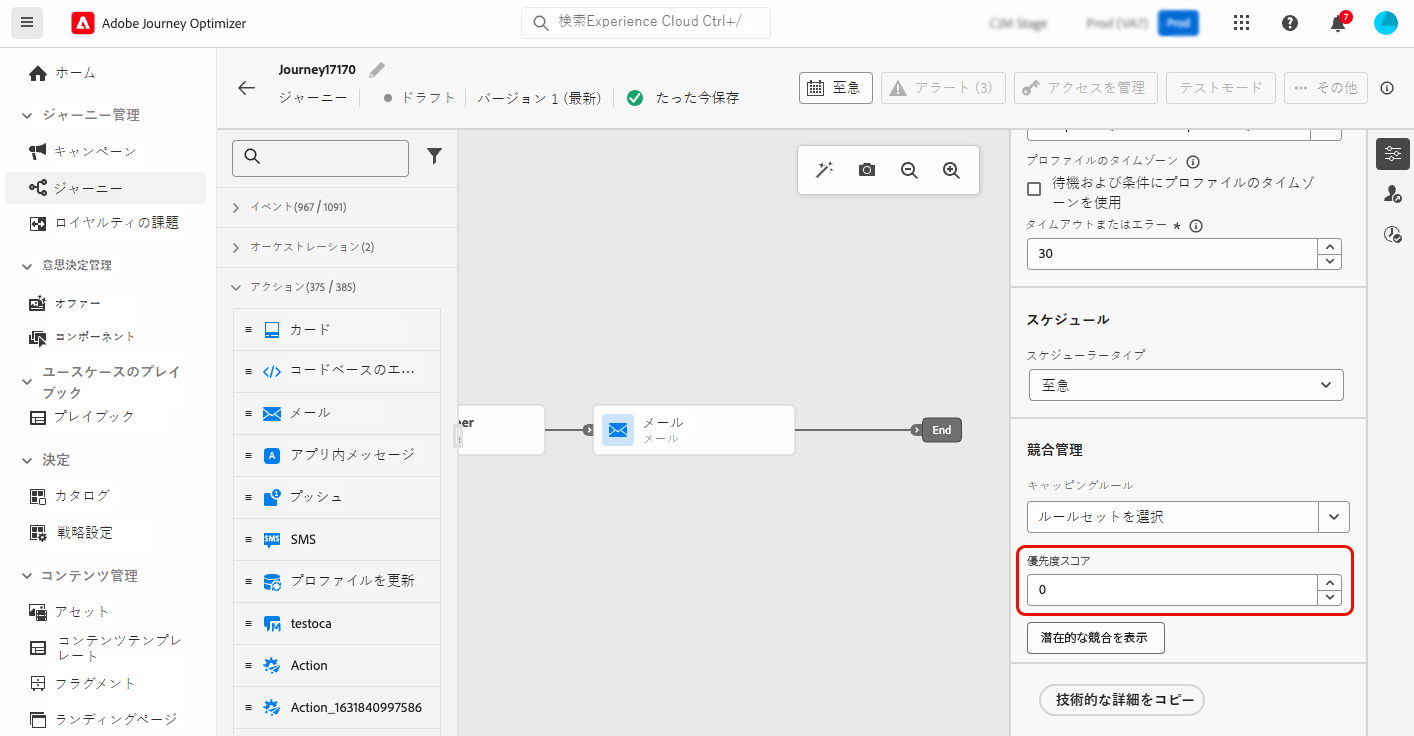 Adobe Journey Optimizer
検索Experience Cloud Ctrl+/
CJM Stage
Prod (VA7)
Prod
7
ホーム
ジャーニー管理
キャンペーン
ジャーニー
ロイヤルティの課題
意思決定管理
オファー
コンポーネント
ユースケースのプレイ
ブック
プレイブック
決定
カタログ
戦略設定
コンテンツ管理
アセット
コンテンツテンプレ
レート
フラグメント
ランディングページ
Journey17170
ジャーニー
ドラフト
バージョン 1 (最新)
たった今保存
至急
アラート (3)
アクセスを管理
テストモード
その他
イベント(967 / 1091)
オーケストレーション(2)
アクション(375 / 385)
カード
コードベースのエ...
メール
アプリ内メッセージ
プッシュ
SMS
プロファイルを更新
testoca
Action
Action_1631840997586
メール
メール
End
プロファイルのタイムゾーン
待機および条件にプロファイルのタイムゾ
ーンを使用
タイムアウトまたはエラー *
30
スケジュール
スケジューラータイプ
至急
競合管理
キャッピングルール
ルールセットを選択
優先度スコア
0
潜在的な競合を表示
技術的な詳細をコピー